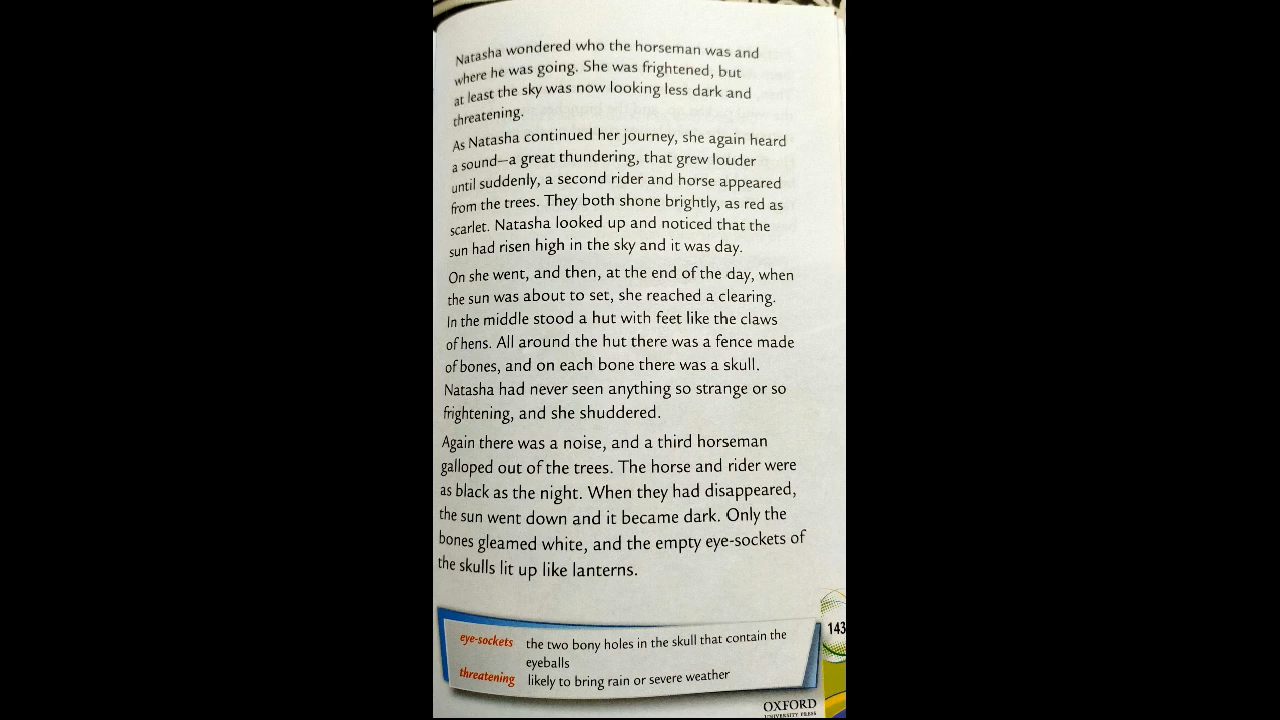 Natasha wondered who the horseman was and
where he was going. She was frightened, but
at least the sky was now looking less dark and
threatening.
As Natasha continued her journey, she again heard
a sound—a great thundering, that grew louder
until suddenly, a second rider and horse appeared
from the trees. They both shone brightly, as red as
scarlet. Natasha looked up and noticed that the
sun had risen high in the sky and it was day.
On she went, and then, at the end of the day, when
the sun was about to set, she reached a clearing.
In the middle stood a hut with feet like the claws
of hens. All around the hut there was a fence made
of bones, and on each bone there was a skull.
Natasha had never seen anything so strange or so
frightening, and she shuddered.
Again there was a noise, and a third horseman
galloped out of the trees. The horse and rider were
as black as the night. When they had disappeared,
the sun went down and it became dark. Only the
bones gleamed white, and the empty eye-sockets of
the skulls lit up like lanterns.
eye-sockets the two bony holes in the skull that contain the
eyeballs
threatening likely to bring rain or severe weather
143
OXFORD
UNIVERSITY PRESS